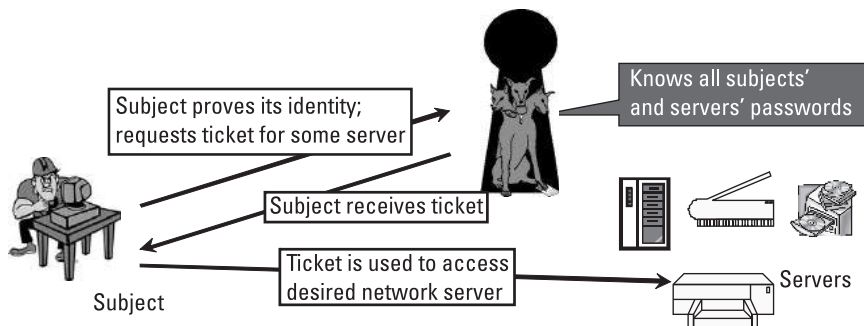 Knows all subjects'
and servers' passwords
Subject proves its identity;
requests ticket for some server
Subject receives ticket
Ticket is used to access
desired network server
Subject
Servers